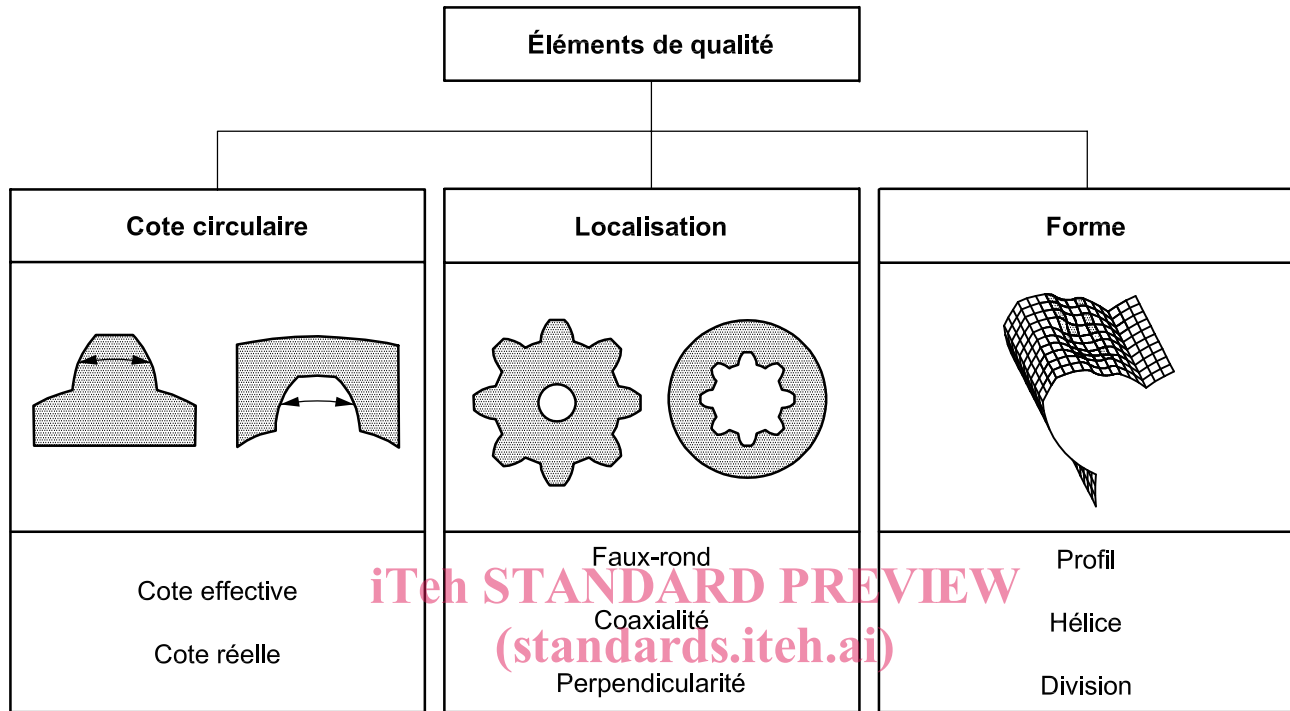 Éléments de qualité
Cote circulaire
Localisation
Forme
Cote effective
Cote réelle
Faux-rond
Coaxialité
Perpendicularité
Profil
Hélice
Division
iTeh STANDARD PREVIEW
(standards.iteh.ai)